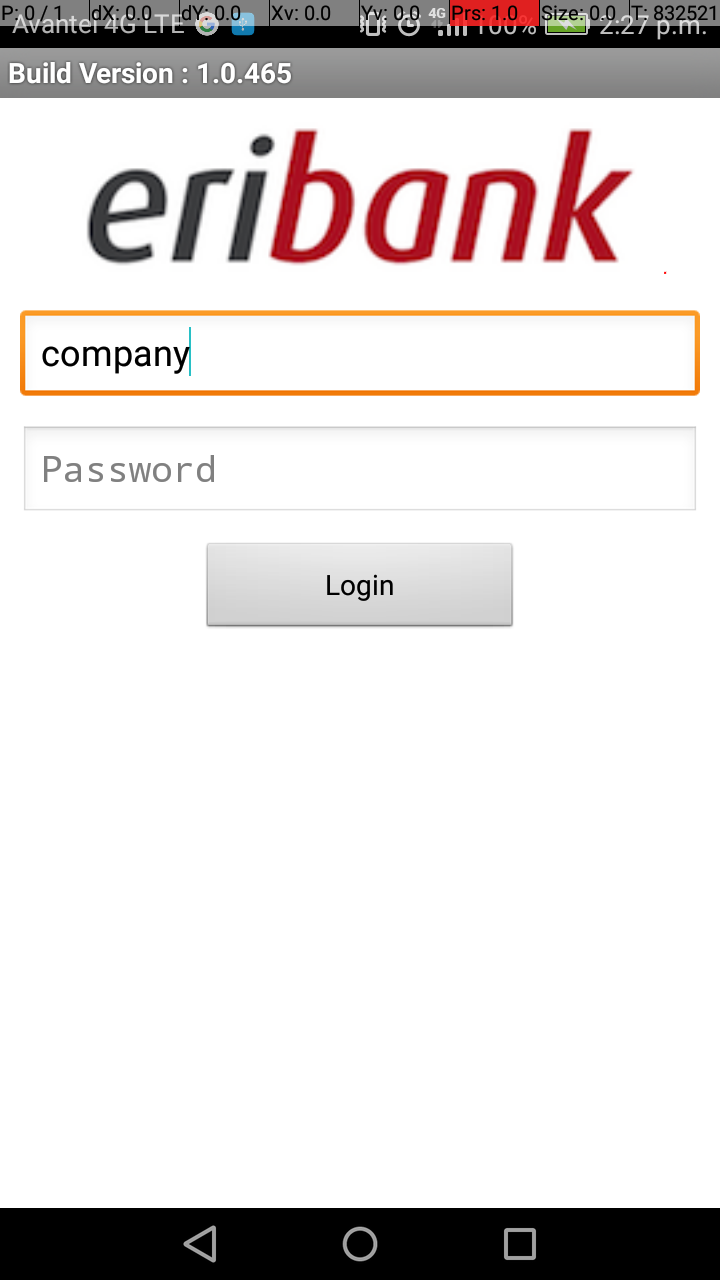 P: 0 / 1 dX: 0.0 dY: 0.0 Xv: 0.0 Yv: 0.0 Prs: 1.0 Size: 0.0 T: 832521
Avantel 4G LTE 4G 100% 2:27 p.m.
Build Version : 1.0.465
eribank
company
Password
Login